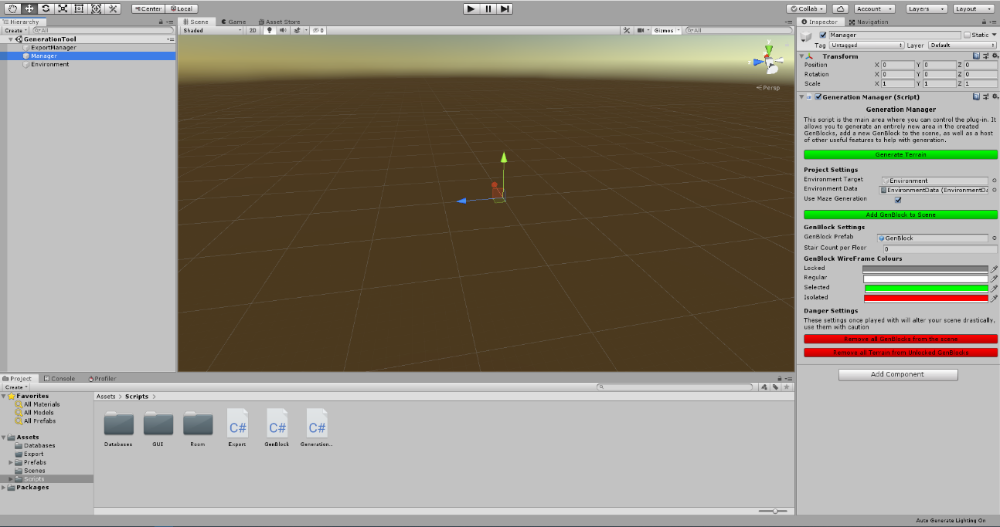 Center Local
Collab Account Layers Layout
Hierarchy
Create All
GenerationTool
ExportManager
Manager
Environment
Scene Game Asset Store
Shaded 2D 0 Gizmos All
y
z
Persp
Inspector Navigation
Manager Static
Tag Untagged Layer Default
Transform
Position X 0 Y 0 Z 0
Rotation X 0 Y 0 Z 0
Scale X 1 Y 1 Z 1
Generation Manager (Script)
Generation Manager
This script is the main area where you can control the plug-in. It
allows you to generate an entirely new area in the created
GenBlocks, add a new GenBlock to the scene, as well as a host
of other useful features to help with generation.
Generate Terrain
Project Settings
Environment Target Environment
Environment Data EnvironmentData (EnvironmentDa
Use Maze Generation
Add GenBlock to Scene
GenBlock Settings
GenBlock Prefab GenBlock
Stair Count per Floor 0
GenBlock WireFrame Colours
Locked
Regular
Selected
Isolated
Danger Settings
These settings once played with will alter your scene drastically,
use them with caution
Remove all GenBlocks from the scene
Remove all Terrain from Unlocked GenBlocks
Add Component
Project Console Profiler
Create
Favorites
All Materials
All Models
All Prefabs
Assets
Databases
Export
Prefabs
Scenes
Scripts
Packages
Assets > Scripts >
C# C# C#
Databases GUI Room Export GenBlock Generation...
Auto Generate Lighting On